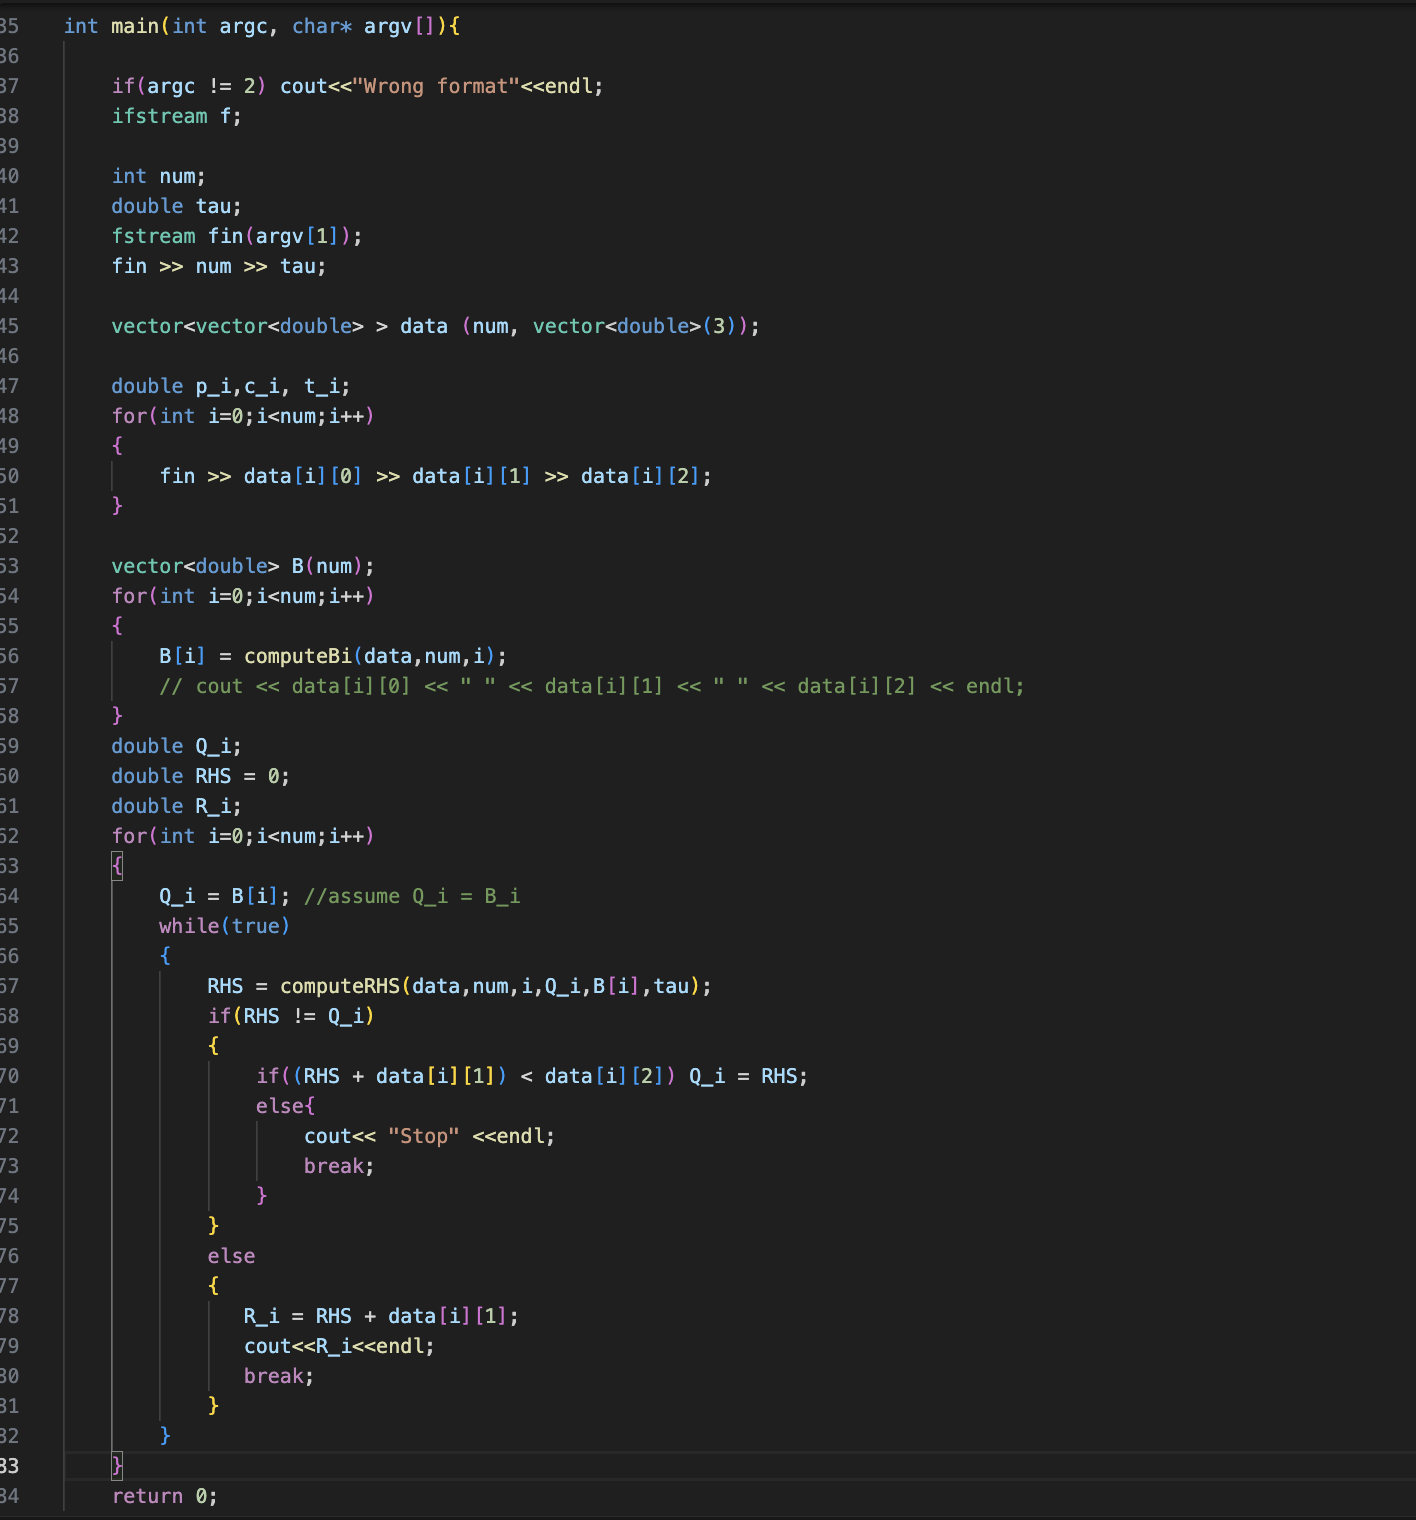 35 int main(int argc, char* argv[]){
36
37 if(argc != 2) cout<<"Wrong format"<<endl;
38 ifstream f;
39
40 int num;
41 double tau;
42 fstream fin(argv[1]);
43 fin >> num >> tau;
44
45 vector<vector<double> > data (num, vector<double>(3));
46
47 double p_i,c_i, t_i;
48 for(int i=0;i<num;i++)
49 {
50 fin >> data[i][0] >> data[i][1] >> data[i][2];
51 }
52
53 vector<double> B(num);
54 for(int i=0;i<num;i++)
55 {
56 B[i] = computeBi(data,num,i);
57 // cout << data[i][0] << " " << data[i][1] << " " << data[i][2] << endl;
58 }
59 double Q_i;
60 double RHS = 0;
61 double R_i;
62 for(int i=0;i<num;i++)
63 {
64 Q_i = B[i]; //assume Q_i = B_i
65 while(true)
66 {
67 RHS = computeRHS(data,num,i,Q_i,B[i],tau);
68 if(RHS != Q_i)
69 {
70 if((RHS + data[i][1]) < data[i][2]) Q_i = RHS;
71 else{
72 cout<< "Stop" <<endl;
73 break;
74 }
75 }
76 else
77 {
78 R_i = RHS + data[i][1];
79 cout<<R_i<<endl;
80 break;
81 }
82 }
83 }
84 return 0;